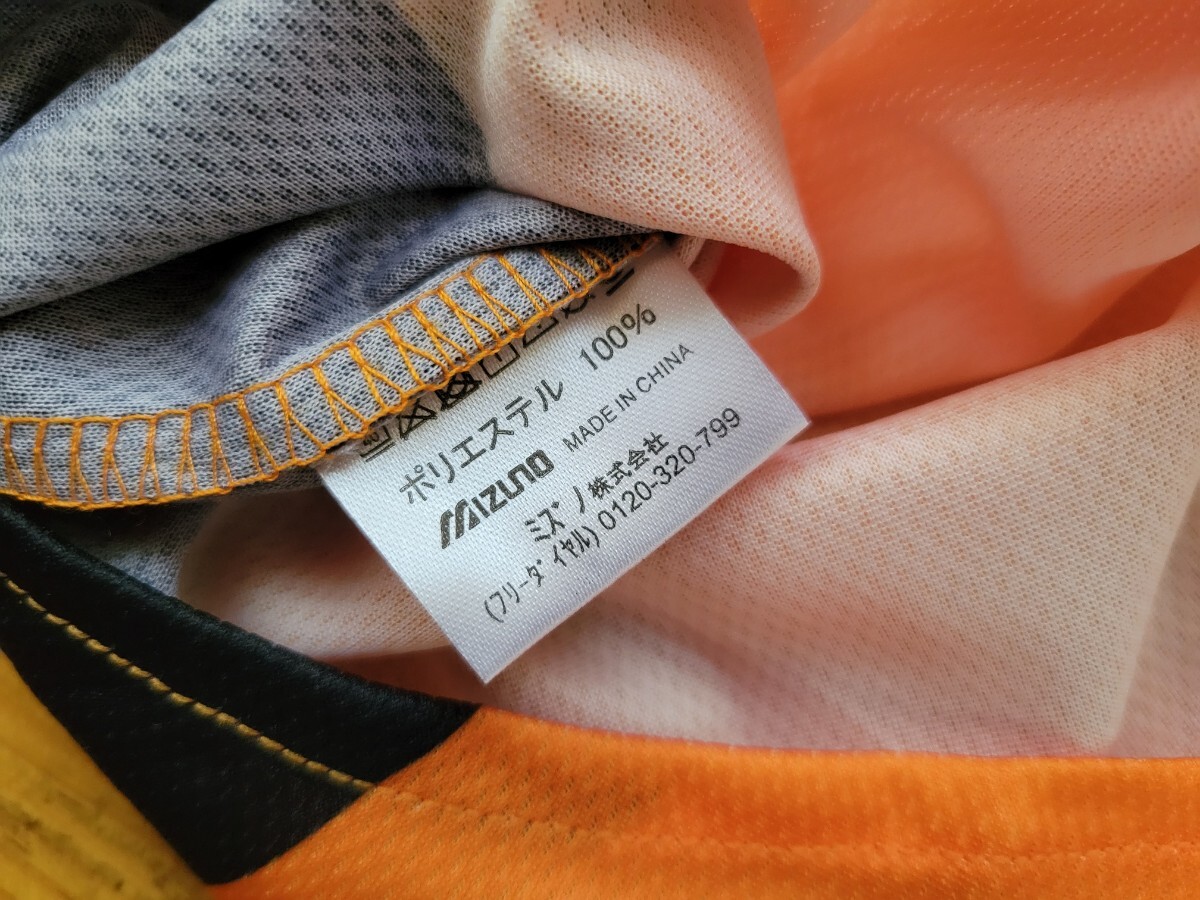 ポリエステル 100%
MIZUNO MADE IN CHINA
ミズノ株式会社
(フリーダイヤル) 0120-320-799